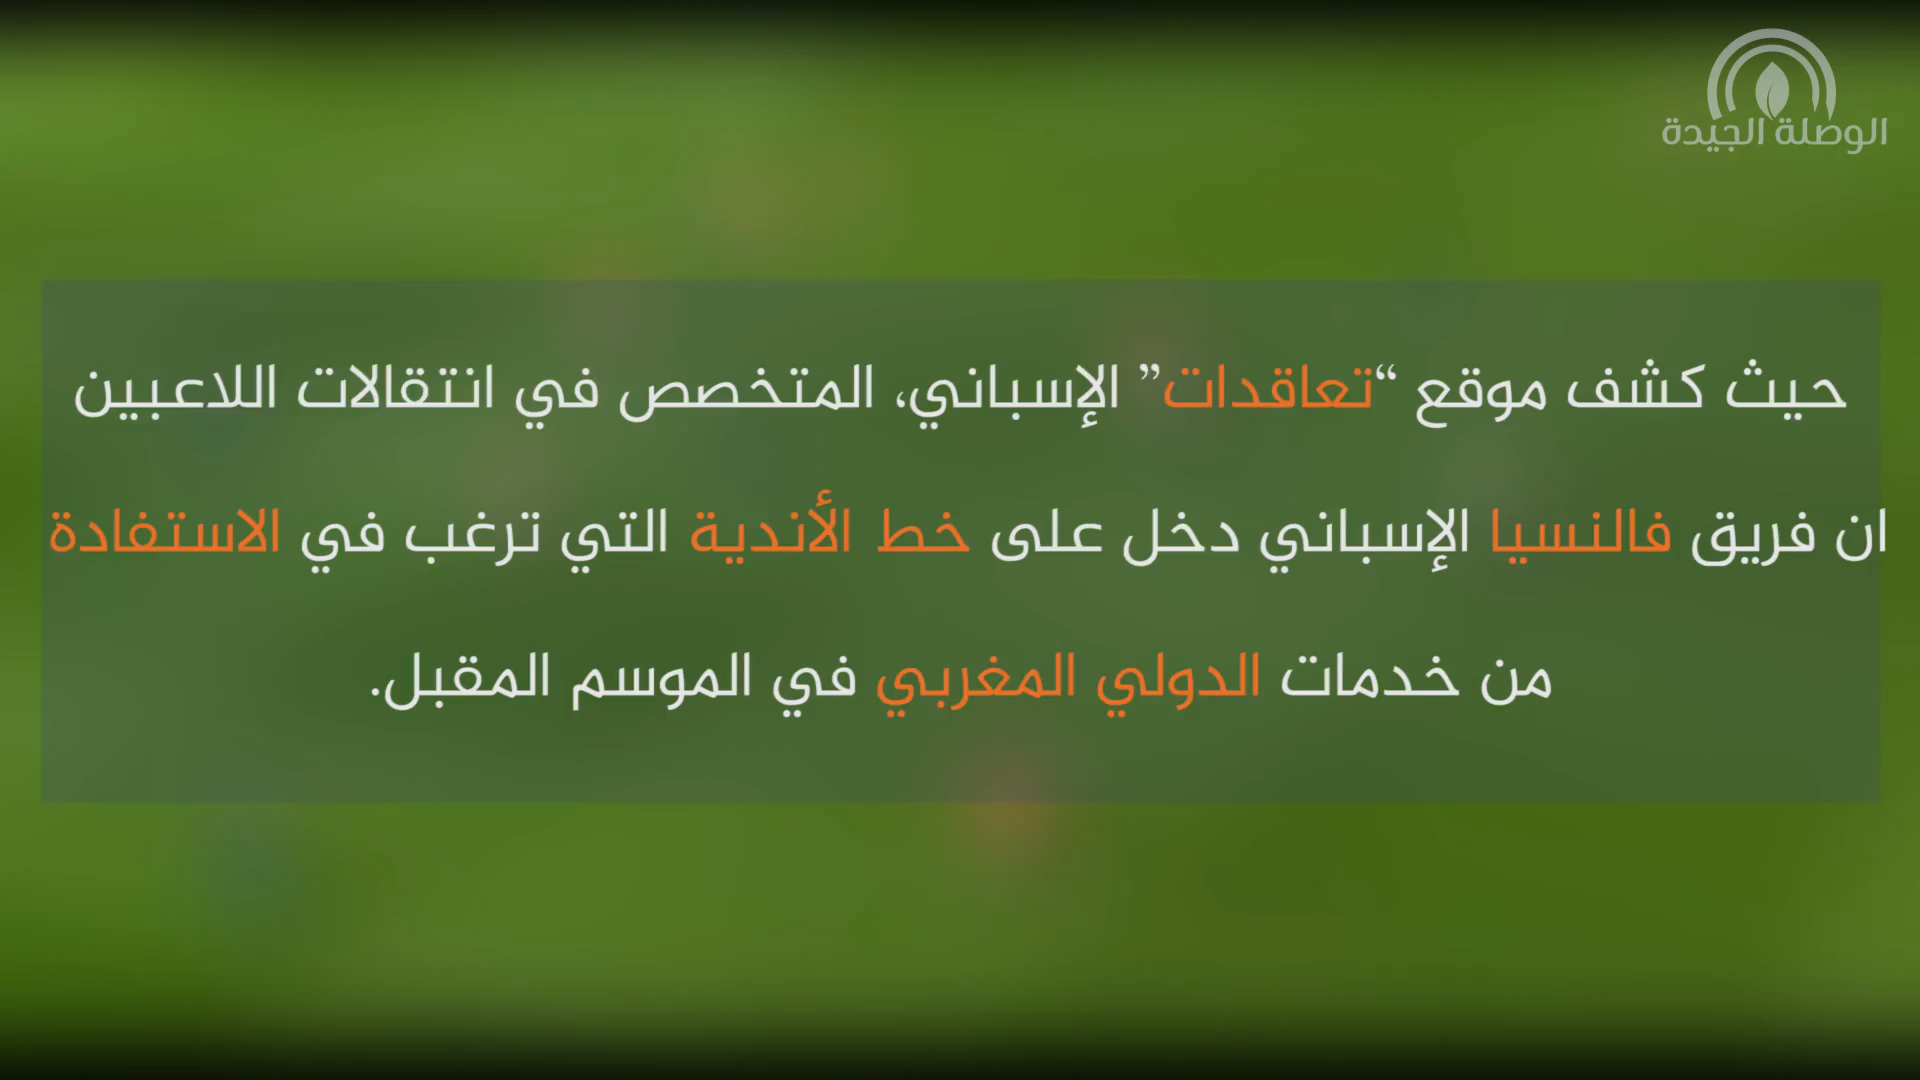 الوصلة الجيدة
حيث كشف موقع “تعاقدات” الإسباني، المتخصص في انتقالات اللاعبين
ان فريق فالنسيا الإسباني دخل على خط الأندية التي ترغب في الاستفادة
من خدمات الدولي المغربي في الموسم المقبل.